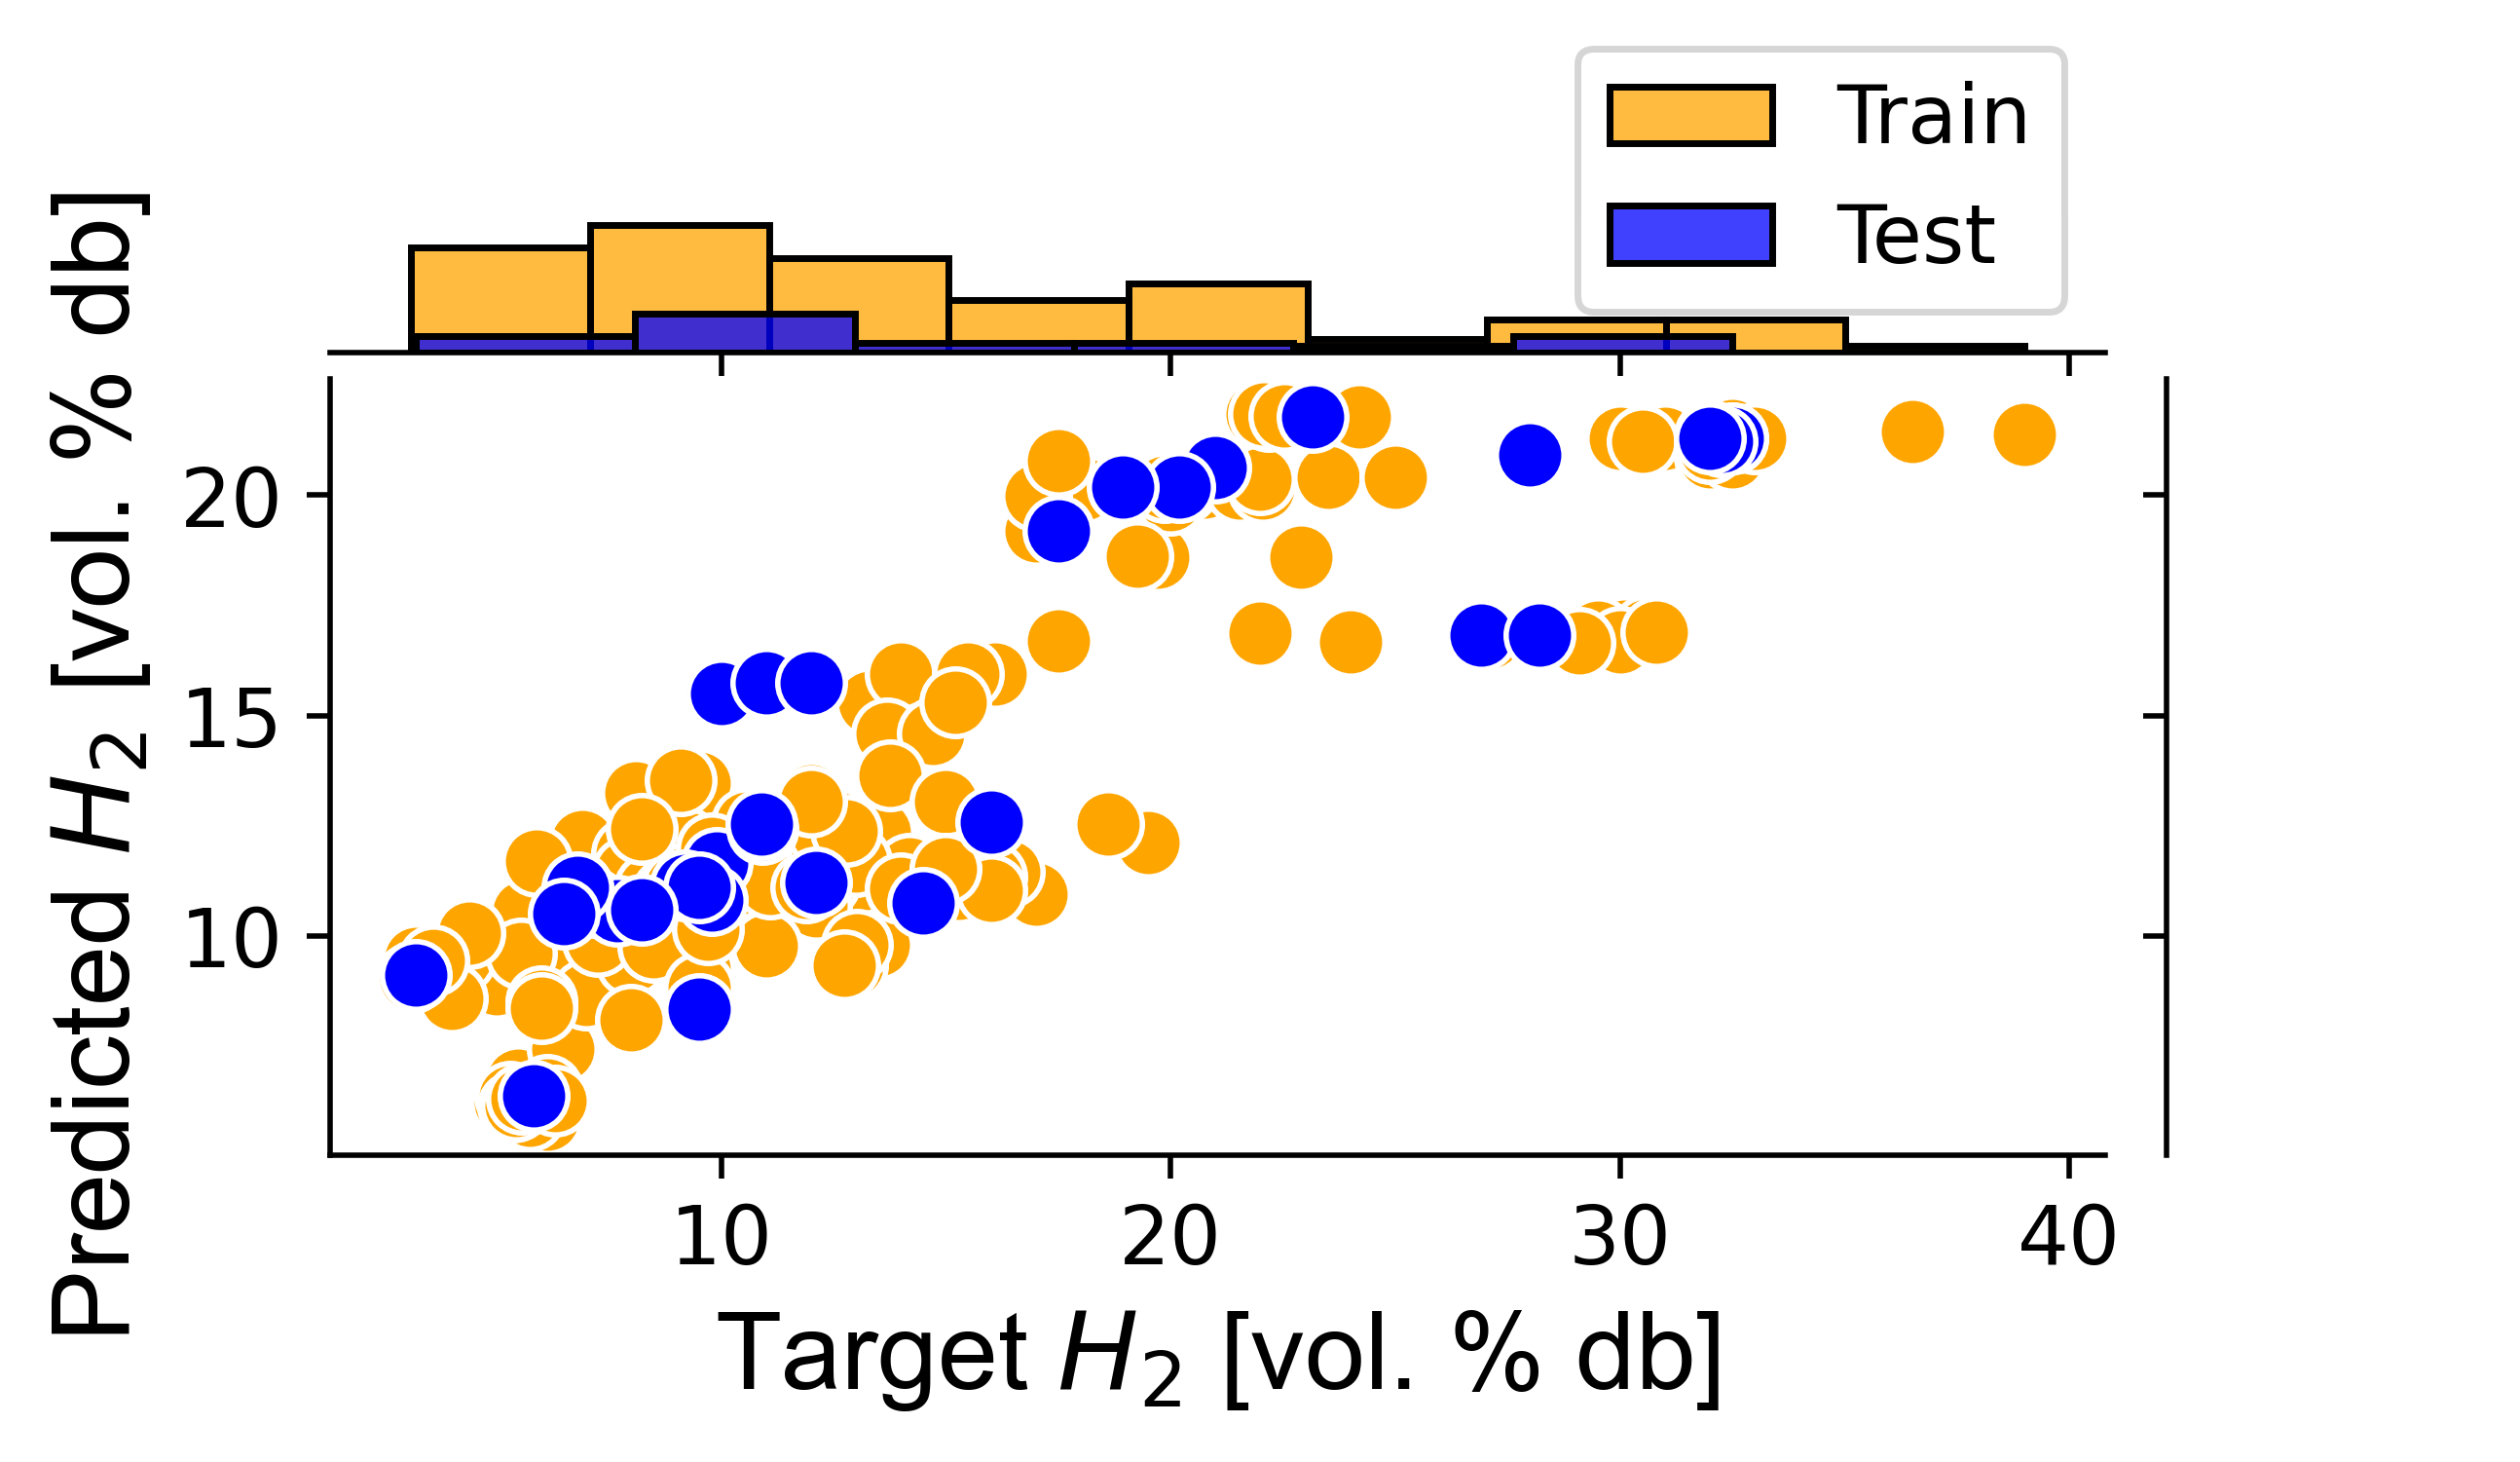 Train
Test
Predicted H₂ [vol. % db]
20
15
10
10 20 30 40
Target H₂ [vol. % db]